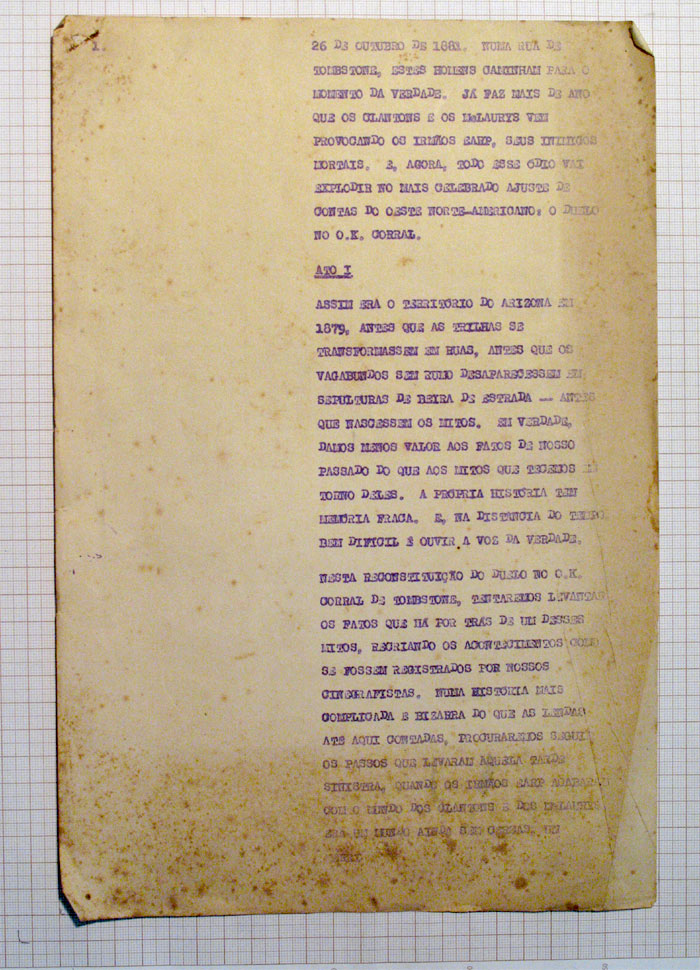 1.
26 DE OUTUBRO DE 1881. NUMA RUA DE
TOMBSTONE, ESTES HOMENS CAMINHAM PARA O
MOMENTO DA VERDADE. JÁ FAZ MAIS DE ANO
QUE OS CLANTONS E OS McLAURYS VEM
PROVOCANDO OS IRMÃOS EARP, SEUS INIMIGOS
MORTAIS. E, AGORA, TODO ESSE ÓDIO VAI
EXPLODIR NO MAIS CELEBRADO AJUSTE DE
CONTAS DO OESTE NORTE-AMERICANO: O DUELO
NO O.K. CORRAL.
ATO I
ASSIM ERA O TERRITÓRIO DO ARIZONA EM
1879, ANTES QUE AS TRILHAS SE
TRANSFORMASSEM EM RUAS, ANTES QUE OS
VAGABUNDOS SEM RUMO DESAPARECESSEM EM
SEPULTURAS DE BEIRA DE ESTRADA -- ANTES
QUE NASCESSEM OS MITOS. EM VERDADE,
DAMOS MENOS VALOR AOS FATOS DE NOSSO
PASSADO DO QUE AOS MITOS QUE TECEMOS EM
TORNO DELES. A PRÓPRIA HISTÓRIA TEM
MEMÓRIA FRACA. E, NA DISTÂNCIA DO TEMPO,
BEM DIFÍCIL É OUVIR A VOZ DA VERDADE.
NESTA RECONSTITUIÇÃO DO DUELO NO O.K.
CORRAL DE TOMBSTONE, TENTAREMOS LEVANTAR
OS FATOS QUE HÁ POR TRÁS DE UM DESSES
MITOS, RECRIANDO OS ACONTECIMENTOS COMO
SE FOSSEM REGISTRADOS POR NOSSOS
CINEGRAFISTAS. NUMA HISTÓRIA MAIS
COMPLICADA E BIZARRA DO QUE AS LENDAS
ATÉ AQUI CONTADAS, PROCURAREMOS SEGUIR
OS PASSOS QUE LEVARAM ÀQUELA TARDE
SINISTRA, QUANDO OS IRMÃOS EARP ACABARAM
COM O MUNDO DOS CLANTONS E DOS McLAURYS
ERA UM MUNDO AINDA SEM CERCAS. UM